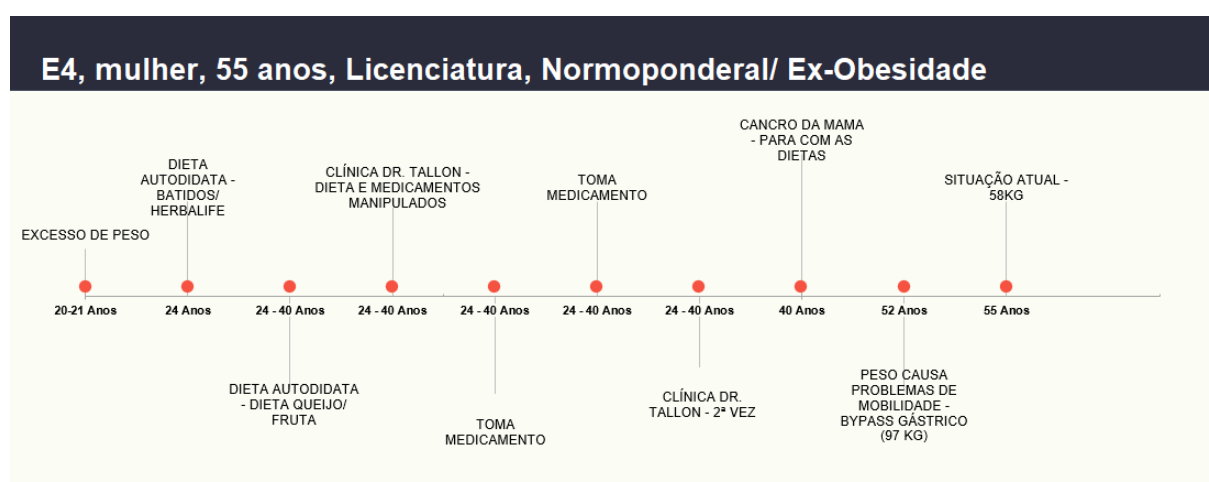 E4, mulher, 55 anos, Licenciatura, Normoponderal/ Ex-Obesidade
EXCESSO DE PESO
20-21 Anos
DIETA
AUTODIDATA -
BATIDOS/
HERBALIFE
24 Anos
24 - 40 Anos
DIETA AUTODIDATA
- DIETA QUEIJO/
FRUTA
CLÍNICA DR. TALLON -
DIETA E MEDICAMENTOS
MANIPULADOS
24 - 40 Anos
24 - 40 Anos
TOMA
MEDICAMENTO
TOMA
MEDICAMENTO
24 - 40 Anos
24 - 40 Anos
CLÍNICA DR.
TALLON - 2ª VEZ
CANCRO DA MAMA
- PARA COM AS
DIETAS
40 Anos
52 Anos
PESO CAUSA
PROBLEMAS DE
MOBILIDADE -
BYPASS GÁSTRICO
(97 KG)
SITUAÇÃO ATUAL -
58KG
55 Anos